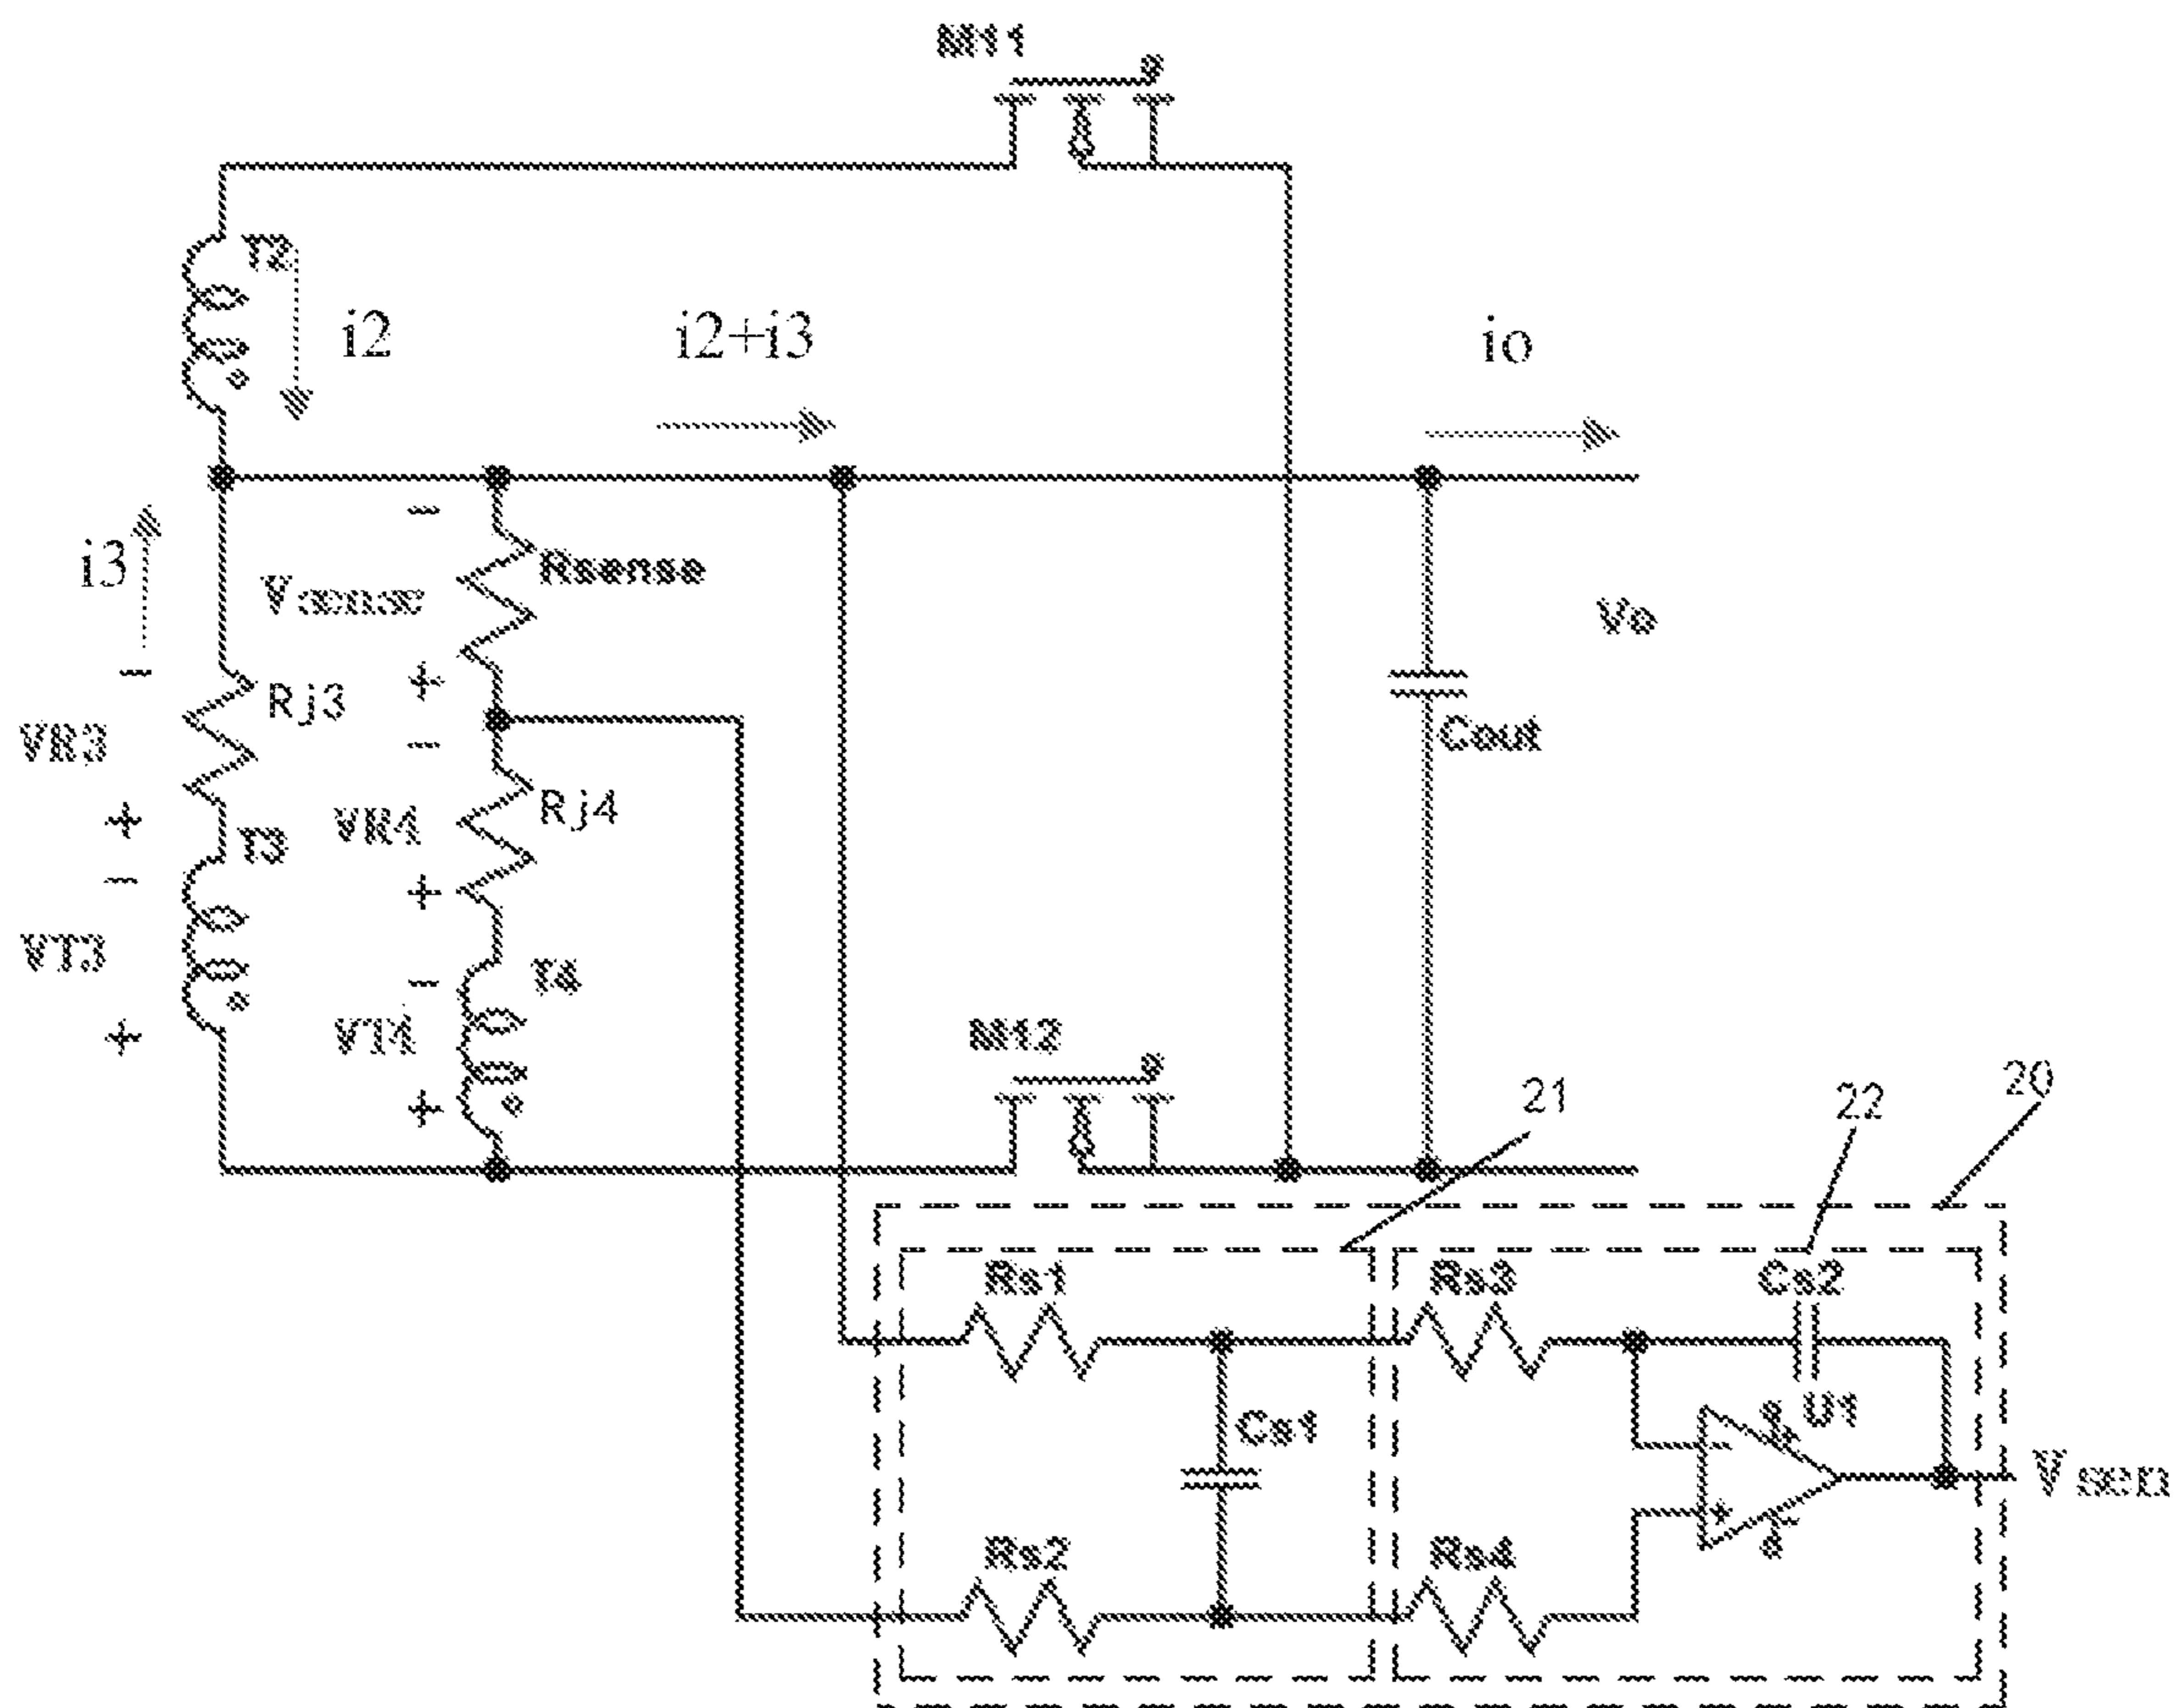 M11
T2
i2
i2+i3
io
i3
Vsense
Rsense
Vo
Rj3
VR3
Cout
Rj4
VR4
T3
VT3
T4
VT4
M12
21
22
20
Rs1
Rs3
Cs2
Cs1
U1
Vsen
Rs2
Rs4